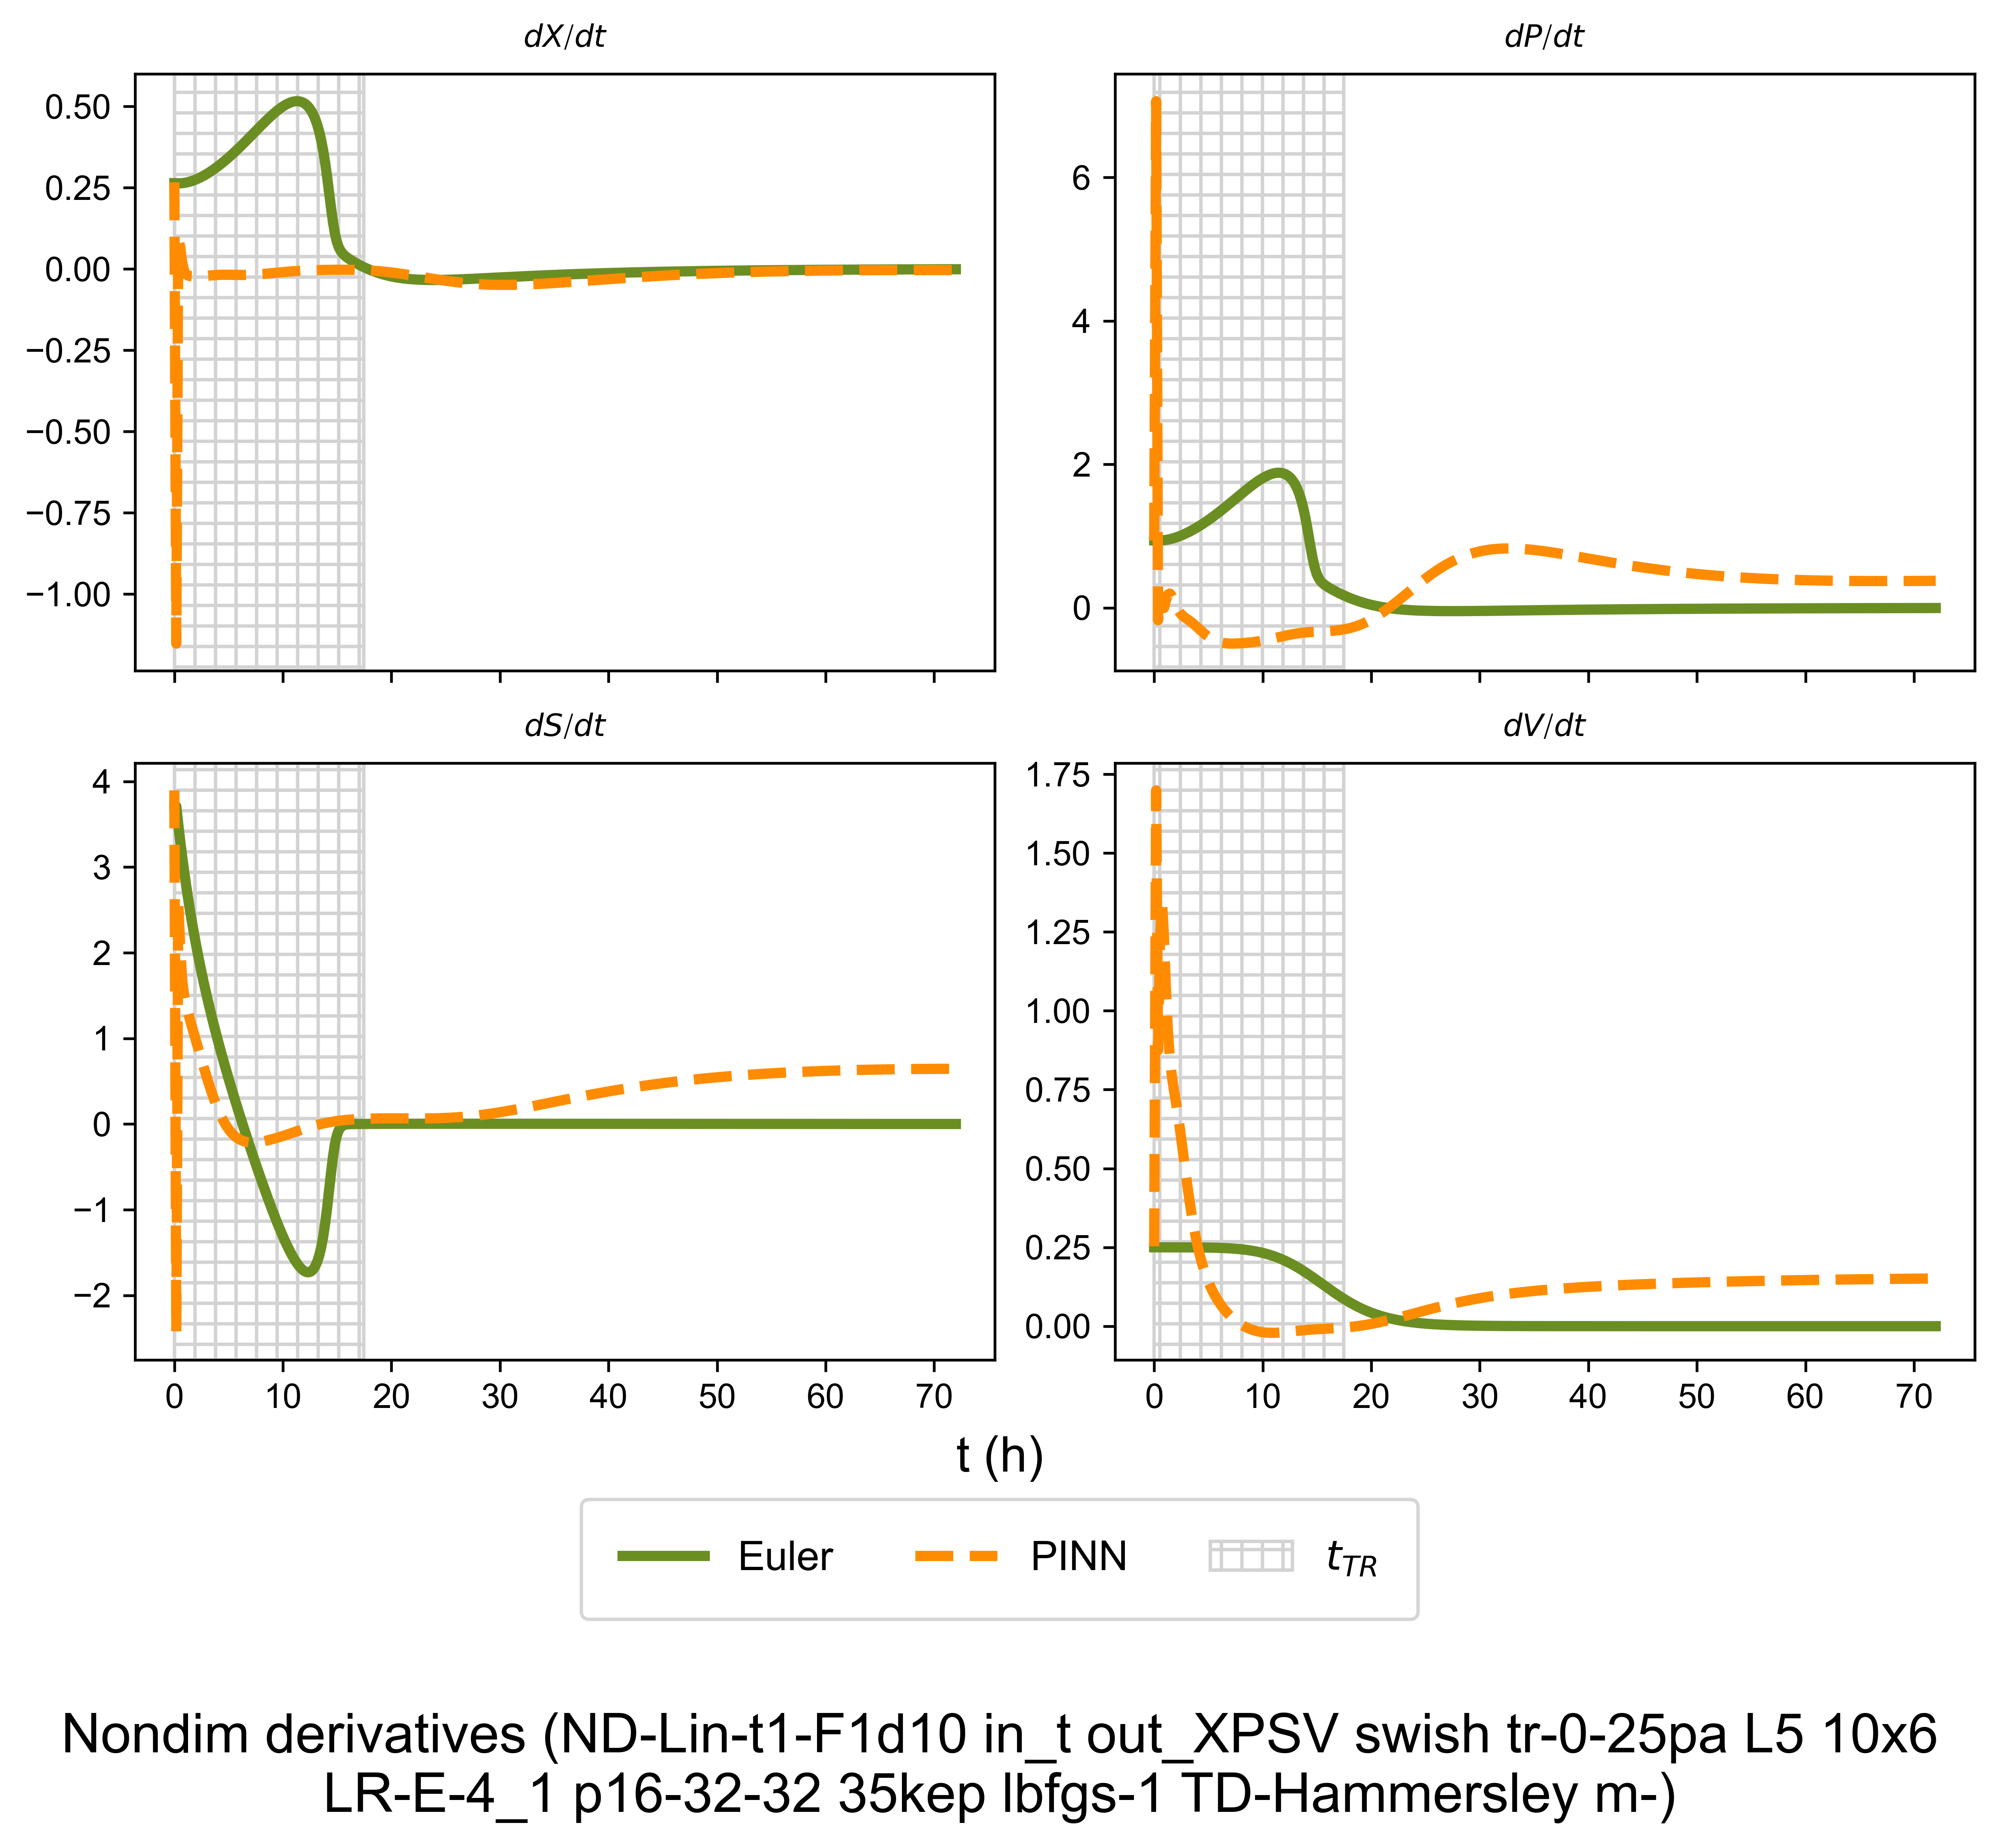 dX/dt
dP/dt
0.50
0.25
0.00
−0.25
−0.50
−0.75
−1.00
6
4
2
0
dS/dt
dV/dt
4
3
2
1
0
−1
−2
0 10 20 30 40 50 60 70
1.75
1.50
1.25
1.00
0.75
0.50
0.25
0.00
0 10 20 30 40 50 60 70
t (h)
Euler PINN t_TR
Nondim derivatives (ND-Lin-t1-F1d10 in_t out_XPSV swish tr-0-25pa L5 10x6
LR-E-4_1 p16-32-32 35kep lbfgs-1 TD-Hammersley m-)